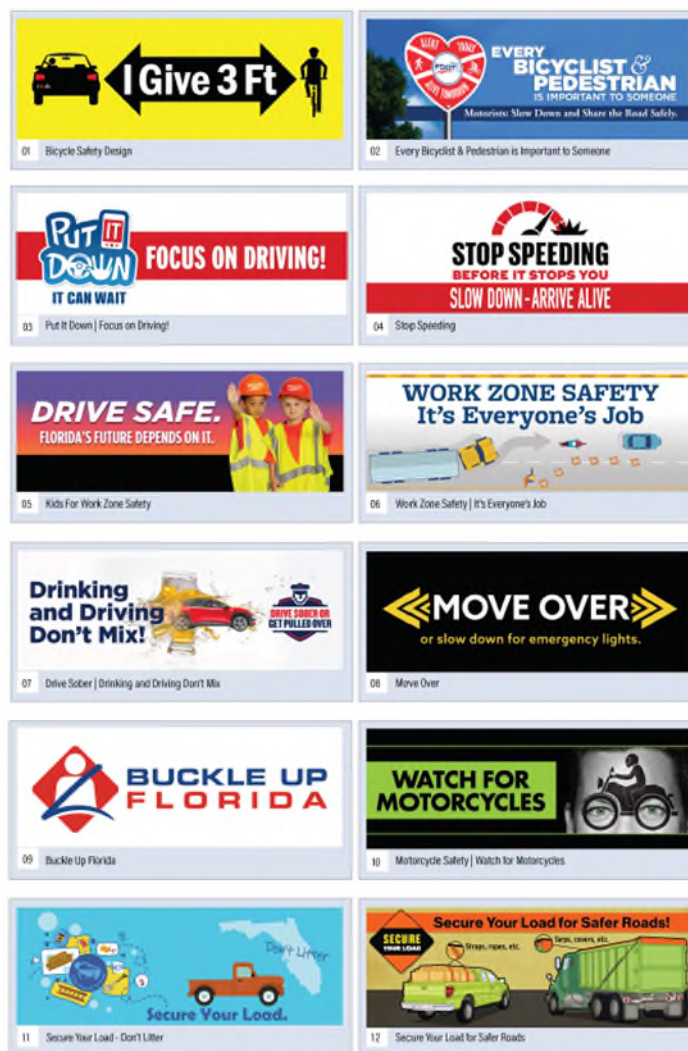 I Give 3 Ft
01 Bicycle Safety Design
ALERT TODAY
FDOT
ALIVE TOMORROW
EVERY
BICYCLIST &
PEDESTRIAN
IS IMPORTANT TO SOMEONE
Motorists: Slow Down and Share the Road Safely.
02 Every Bicyclist & Pedestrian is Important to Someone
PUT IT
DOWN
IT CAN WAIT
FOCUS ON DRIVING!
03 Put It Down | Focus on Driving!
STOP SPEEDING
BEFORE IT STOPS YOU
SLOW DOWN - ARRIVE ALIVE
04 Stop Speeding
DRIVE SAFE.
FLORIDA'S FUTURE DEPENDS ON IT.
05 Kids For Work Zone Safety
WORK ZONE SAFETY
It's Everyone's Job
06 Work Zone Safety | It's Everyone's Job
Drinking
and Driving
Don't Mix!
DRIVE SOBER OR
GET PULLED OVER
07 Drive Sober | Drinking and Driving Don't Mix
MOVE OVER
or slow down for emergency lights.
08 Move Over
BUCKLE UP
FLORIDA
09 Buckle Up Florida
WATCH FOR
MOTORCYCLES
10 Motorcycle Safety | Watch for Motorcycles
Don't Litter
Secure Your Load.
11 Secure Your Load - Don't Litter
Secure Your Load for Safer Roads!
SECURE
YOUR LOAD
Straps, ropes, etc.
Tarps, covers, etc.
12 Secure Your Load for Safer Roads